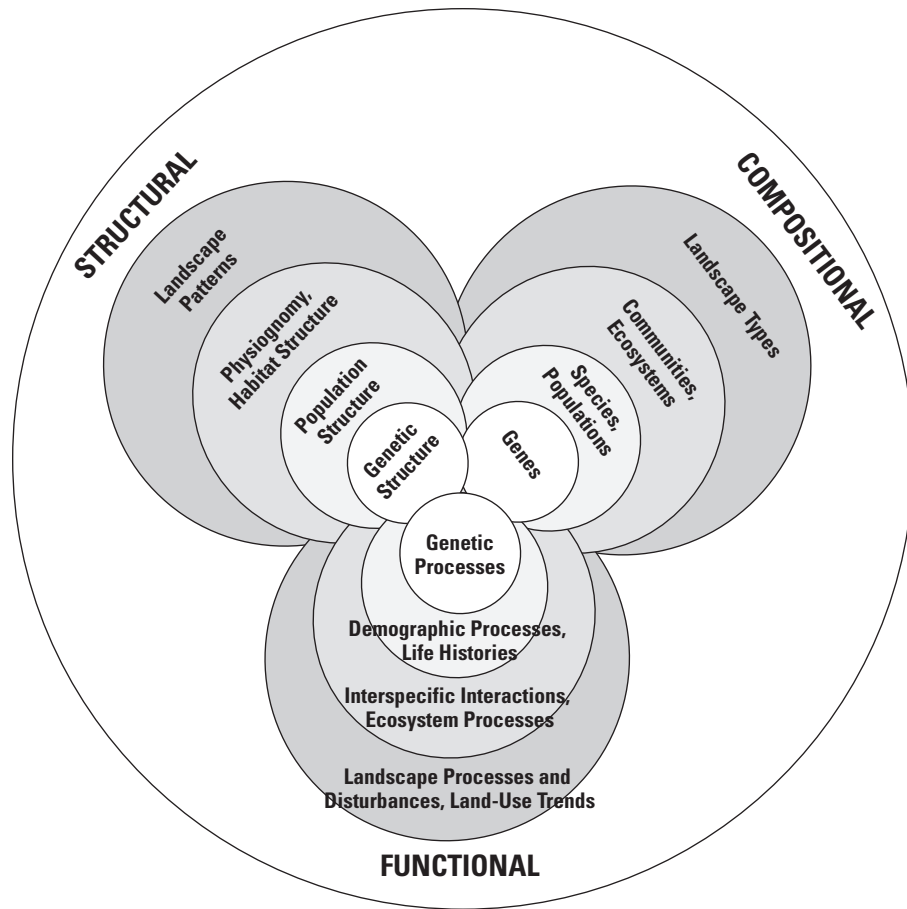 STRUCTURAL
Landscape
Patterns
Physiognomy,
Habitat Structure
Population
Structure
Genetic
Structure
COMPOSITIONAL
Landscape Types
Communities,
Ecosystems
Species,
Populations
Genes
Genetic
Processes
Demographic Processes,
Life Histories
Interspecific Interactions,
Ecosystem Processes
Landscape Processes and
Disturbances, Land-Use Trends
FUNCTIONAL